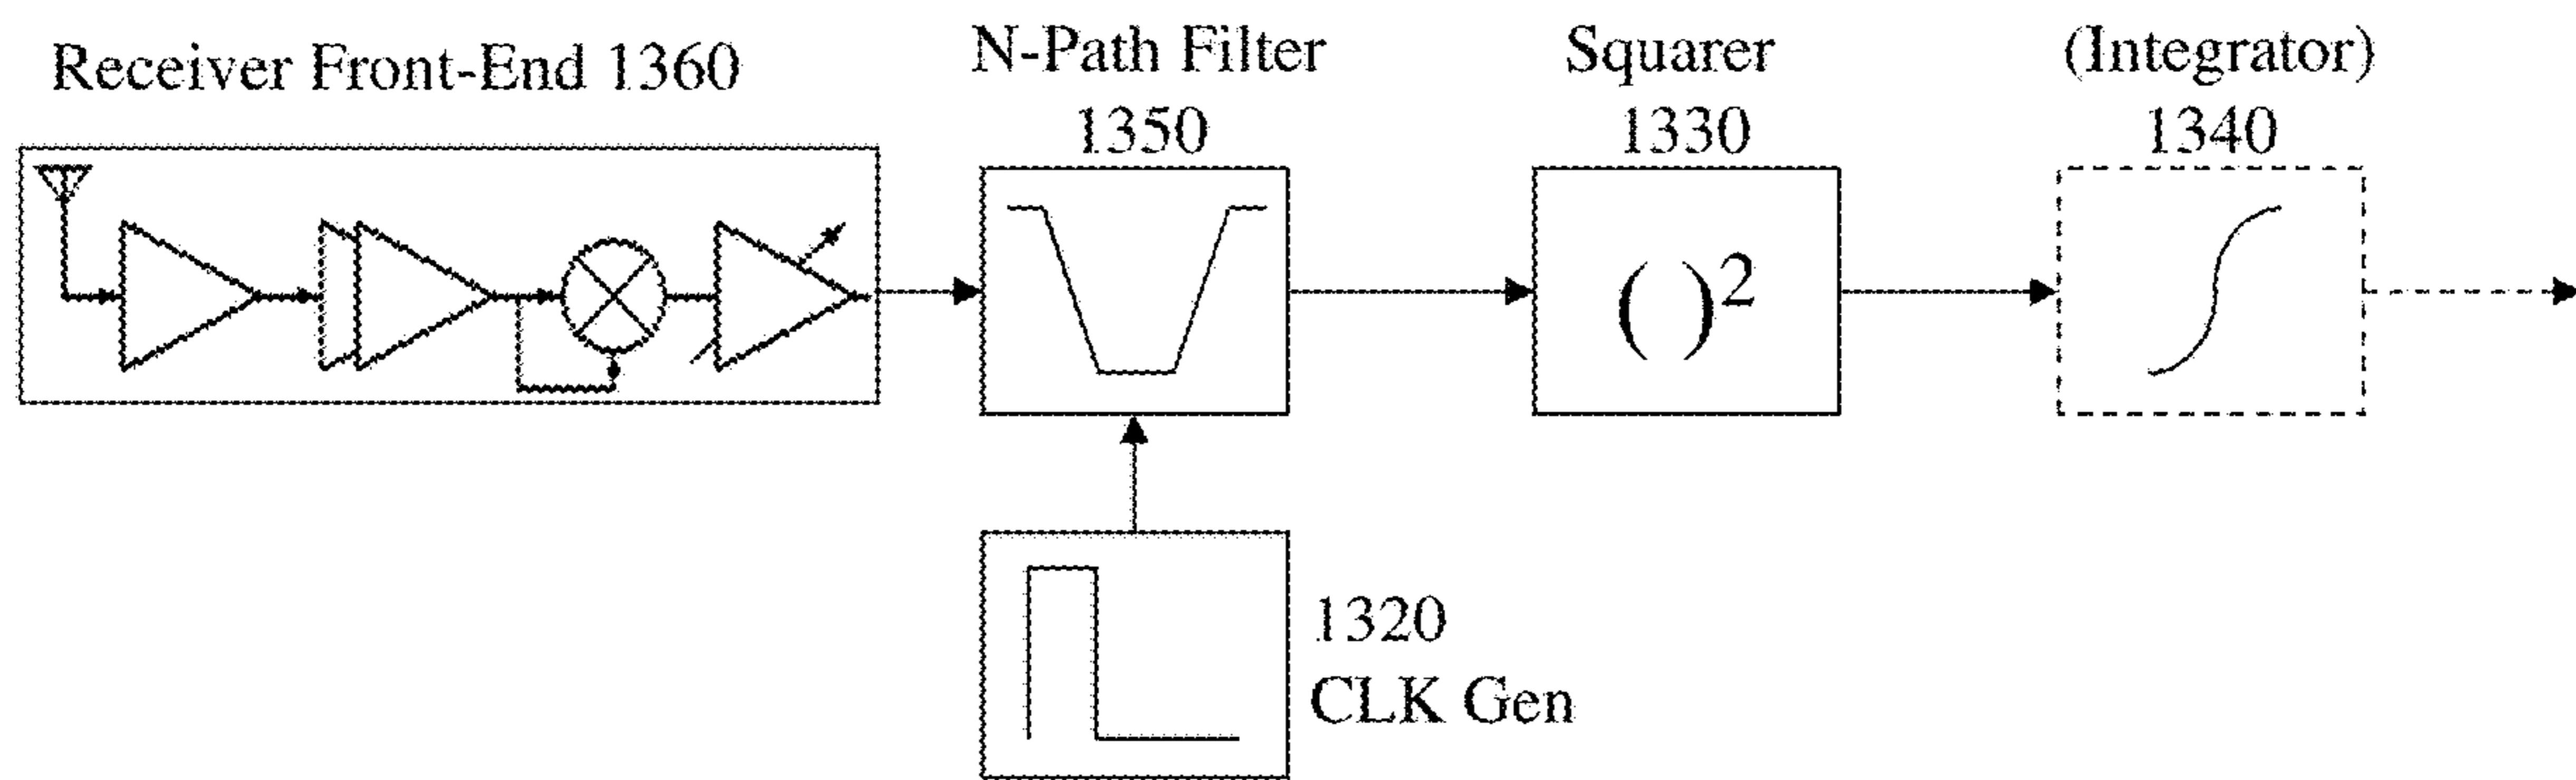 Receiver Front-End 1360
N-Path Filter
1350
Squarer
1330
(Integrator)
1340
( )²
1320
CLK Gen